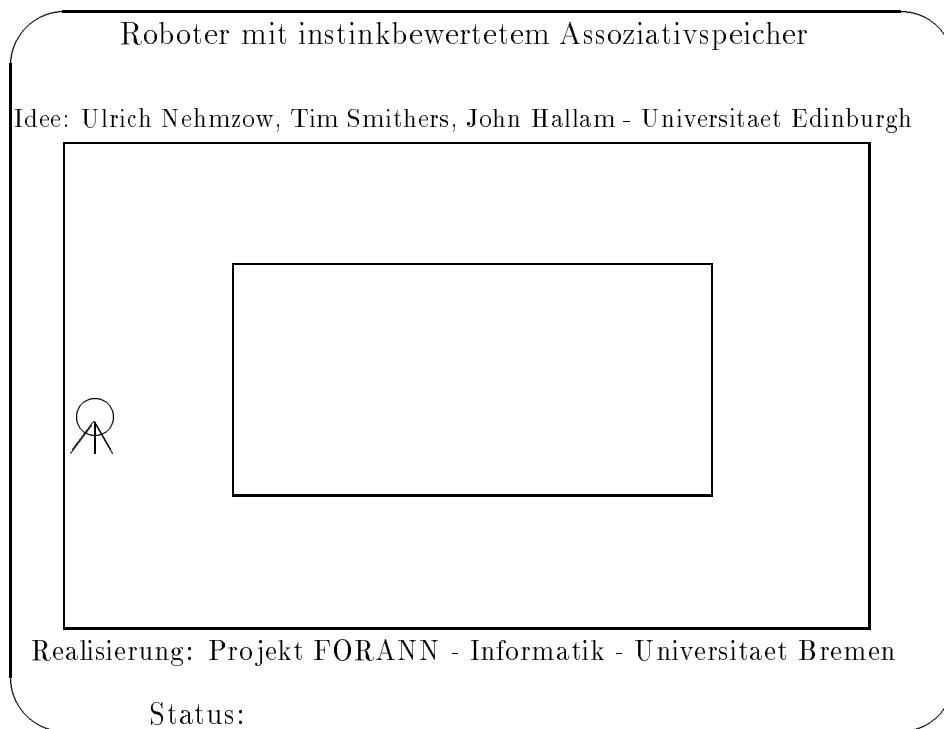 Roboter mit instinkbewertetem Assoziativspeicher
Idee: Ulrich Nehmzow, Tim Smithers, John Hallam - Universitaet Edinburgh
Realisierung: Projekt FORANN - Informatik - Universitaet Bremen
Status: